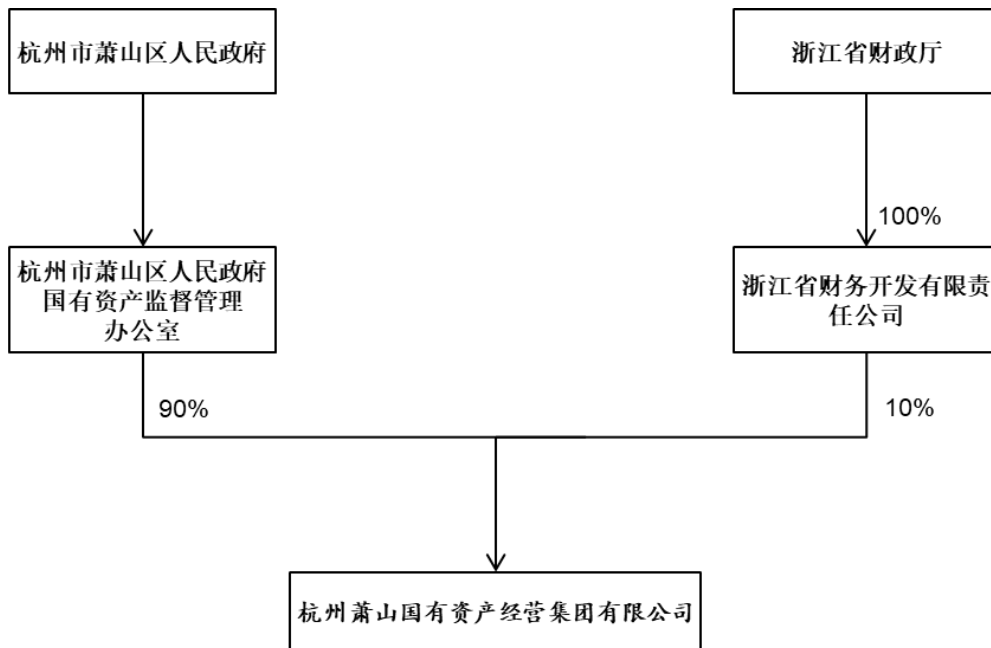 杭州市萧山区人民政府
浙江省财政厅
100%
杭州市萧山区人民政府
国有资产监督管理
办公室
浙江省财务开发有限责
任公司
90%
10%
杭州萧山国有资产经营集团有限公司